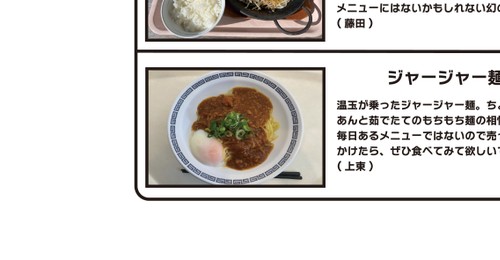 メニューにはないかもしれない幻の
（ 藤田 ）
ジャージャー麺
温玉が乗ったジャージャー麺。ちょ
あんと茹でたてのもちもち麺の相性
毎日あるメニューではないので売っ
かけたら、ぜひ食べてみて欲しい
（ 上東 ）